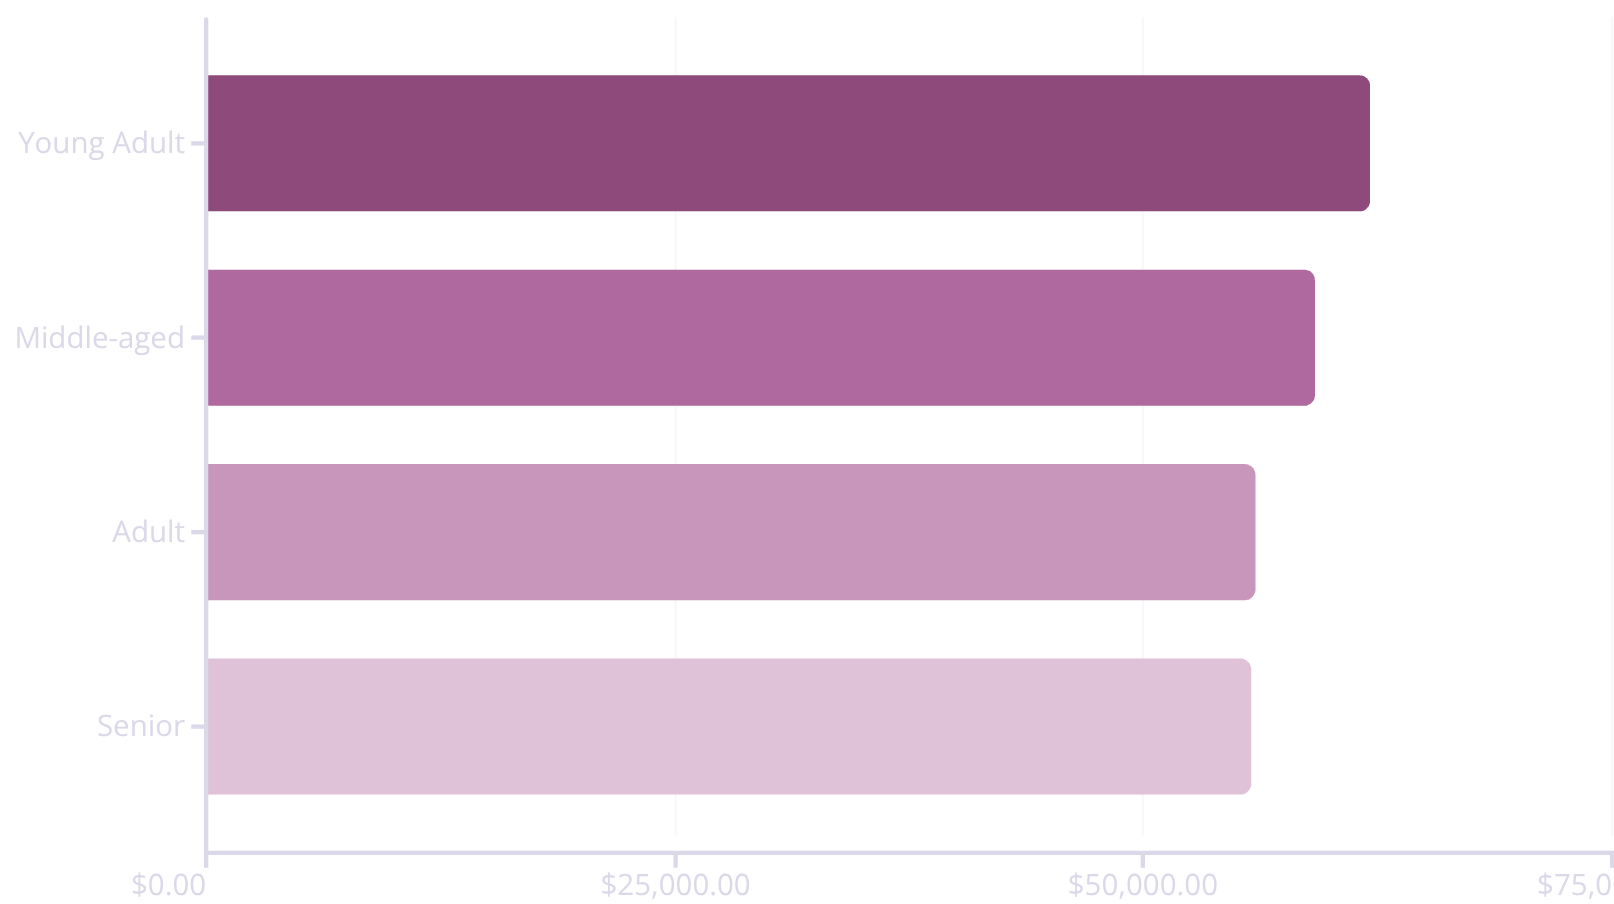 Young Adult
Middle-aged
Adult
Senior
$0.00
$25,000.00
$50,000.00
$75,0